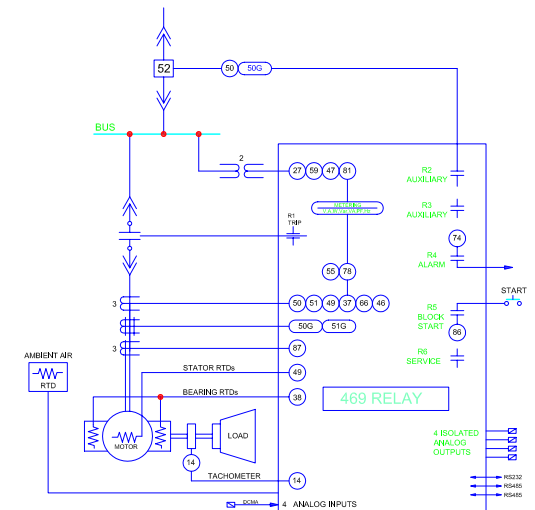 52
50
50G
BUS
2
27
59
47
81
R2
AUXILIARY
METERING
R3
AUXILIARY
R1
TRIP
74
R4
ALARM
55
78
START
3
50
51
49
37
66
46
R5
BLOCK
START
50G
51G
86
3
87
R6
SERVICE
AMBIENT AIR
RTD
STATOR RTDs
49
BEARING RTDs
38
469 RELAY
MOTOR
LOAD
4 ISOLATED
ANALOG
OUTPUTS
14
TACHOMETER
14
RS232
RS485
RS485
DCMA
4 ANALOG INPUTS